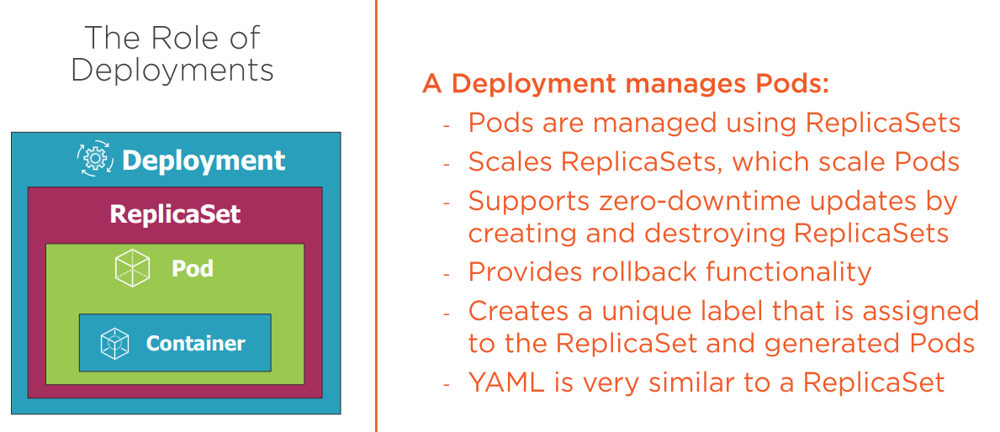 The Role of
Deployments
Deployment
ReplicaSet
Pod
Container
A Deployment manages Pods:
- Pods are managed using ReplicaSets
- Scales ReplicaSets, which scale Pods
- Supports zero-downtime updates by
creating and destroying ReplicaSets
- Provides rollback functionality
- Creates a unique label that is assigned
to the ReplicaSet and generated Pods
- YAML is very similar to a ReplicaSet